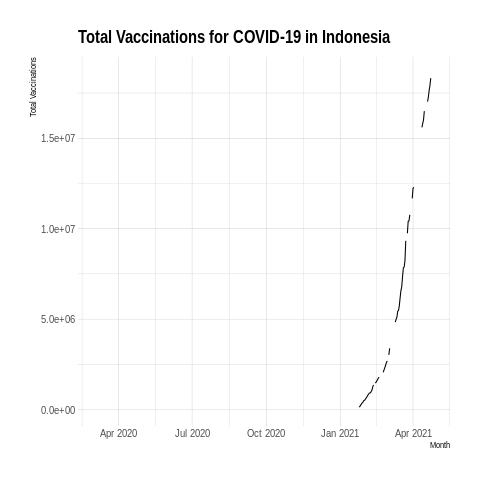 Total Vaccinations for COVID-19 in Indonesia
Total Vaccinations
1.5e+07
1.0e+07
5.0e+06
0.0e+00
Apr 2020 Jul 2020 Oct 2020 Jan 2021 Apr 2021
Month